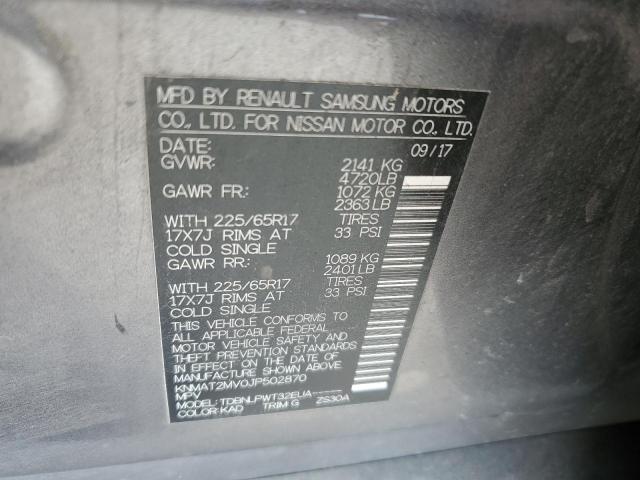 MFD BY RENAULT SAMSUNG MOTORS
CO., LTD. FOR NISSAN MOTOR CO., LTD.
DATE: 09/17
GVWR: 2141 KG
4720LB
GAWR FR: 1072 KG
2363 LB
WITH 225/65R17 TIRES
17X7J RIMS AT 33 PSI
COLD SINGLE
GAWR RR: 1089 KG
2401 LB
WITH 225/65R17 TIRES
17X7J RIMS AT 33 PSI
COLD SINGLE
THIS VEHICLE CONFORMS TO
ALL APPLICABLE FEDERAL
MOTOR VEHICLE SAFETY AND
THEFT PREVENTION STANDARDS
IN EFFECT ON THE DATE OF
MANUFACTURE SHOWN ABOVE
KNMAT2MV0JP502870
MPV
MODEL: TDBNLPWT32EUA-----
COLOR: KAD TRIM: G ZS30A